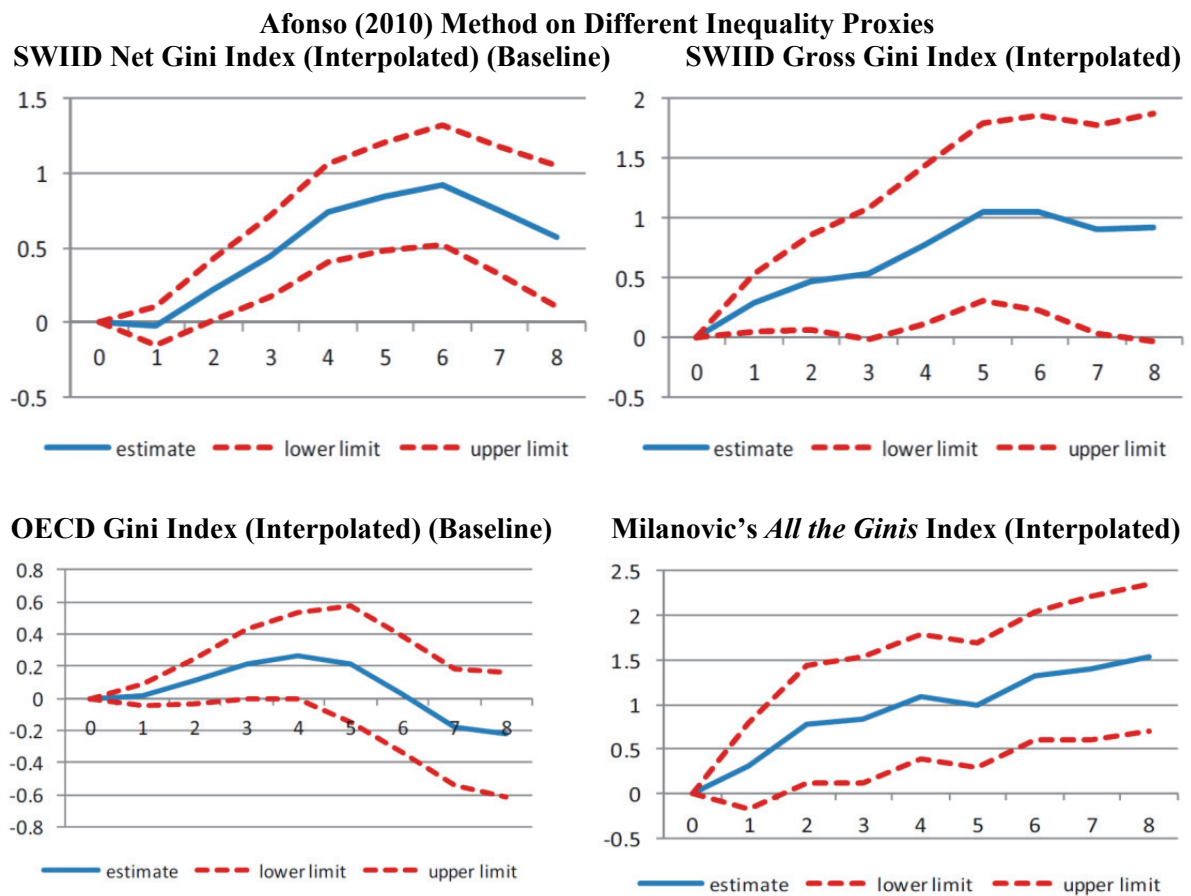 Afonso (2010) Method on Different Inequality Proxies
SWIID Net Gini Index (Interpolated) (Baseline)
1.5
1
0.5
0
-0.5
0 1 2 3 4 5 6 7 8
estimate lower limit upper limit
SWIID Gross Gini Index (Interpolated)
2
1.5
1
0.5
0
-0.5
0 1 2 3 4 5 6 7 8
estimate lower limit upper limit
OECD Gini Index (Interpolated) (Baseline)
0.8
0.6
0.4
0.2
0
-0.2
-0.4
-0.6
-0.8
0 1 2 3 4 5 6 7 8
estimate lower limit upper limit
Milanovic’s All the Ginis Index (Interpolated)
2.5
2
1.5
1
0.5
0
-0.5
0 1 2 3 4 5 6 7 8
estimate lower limit upper limit